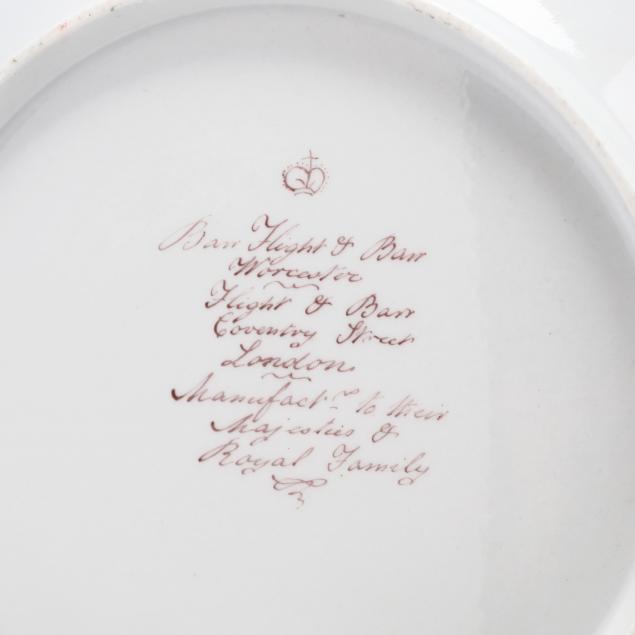 Barr Flight & Barr
Worcester
Flight & Barr
Coventry Street
London
Manufact.rs to their
Majesties &
Royal Family